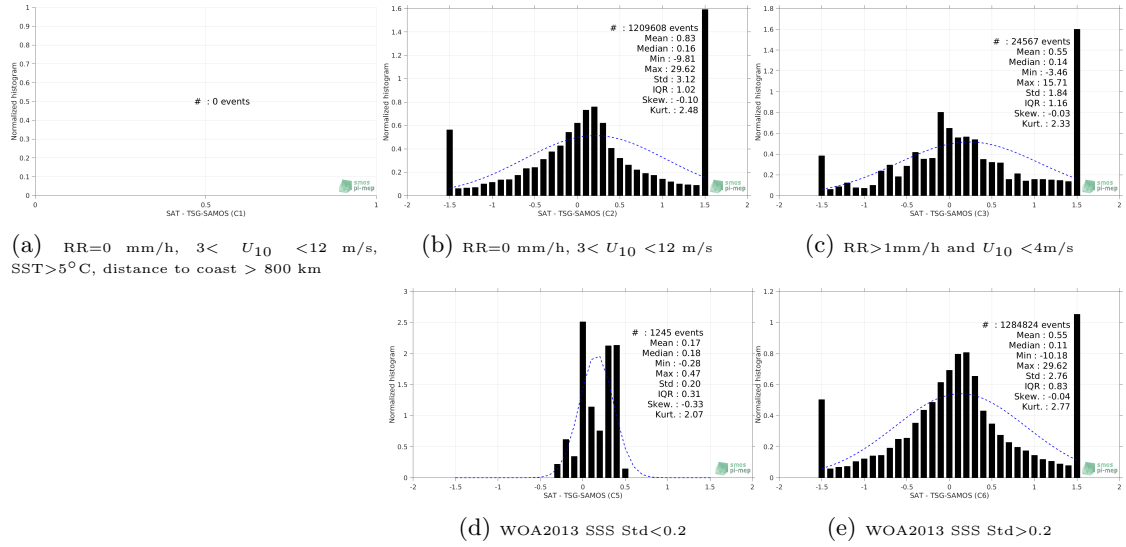 Normalized histogram
1
0.9
0.8
0.7
0.6
0.5
0.4
0.3
0.2
0.1
0
# : 0 events
0
0.5
1
SAT - TSG-SAMOS (C1)
smos
pi-mep
(a) RR=0 mm/h, 3< U10 <12 m/s,
SST>5°C, distance to coast > 800 km
Normalized histogram
1.6
1.4
1.2
1
0.8
0.6
0.4
0.2
0
# : 1209608 events
Mean : 0.83
Median : 0.16
Min : -9.81
Max : 29.62
Std : 3.12
IQR : 1.02
Skew. : -0.10
Kurt. : 2.48
-2
-1.5
-1
-0.5
0
0.5
1
1.5
2
SAT - TSG-SAMOS (C2)
smos
pi-mep
(b) RR=0 mm/h, 3< U10 <12 m/s
Normalized histogram
1.8
1.6
1.4
1.2
1
0.8
0.6
0.4
0.2
0
# : 24567 events
Mean : 0.55
Median : 0.14
Min : -3.46
Max : 15.71
Std : 1.84
IQR : 1.16
Skew. : -0.03
Kurt. : 2.33
-2
-1.5
-1
-0.5
0
0.5
1
1.5
2
SAT - TSG-SAMOS (C3)
smos
pi-mep
(c) RR>1mm/h and U10 <4m/s
Normalized histogram
3
2.5
2
1.5
1
0.5
0
# : 1245 events
Mean : 0.17
Median : 0.18
Min : -0.28
Max : 0.47
Std : 0.20
IQR : 0.31
Skew. : -0.33
Kurt. : 2.07
-2
-1.5
-1
-0.5
0
0.5
1
1.5
2
SAT - TSG-SAMOS (C5)
smos
pi-mep
(d) WOA2013 SSS Std<0.2
Normalized histogram
1.2
1
0.8
0.6
0.4
0.2
0
# : 1284824 events
Mean : 0.55
Median : 0.11
Min : -10.18
Max : 29.62
Std : 2.76
IQR : 0.83
Skew. : -0.04
Kurt. : 2.77
-2
-1.5
-1
-0.5
0
0.5
1
1.5
2
SAT - TSG-SAMOS (C6)
smos
pi-mep
(e) WOA2013 SSS Std>0.2